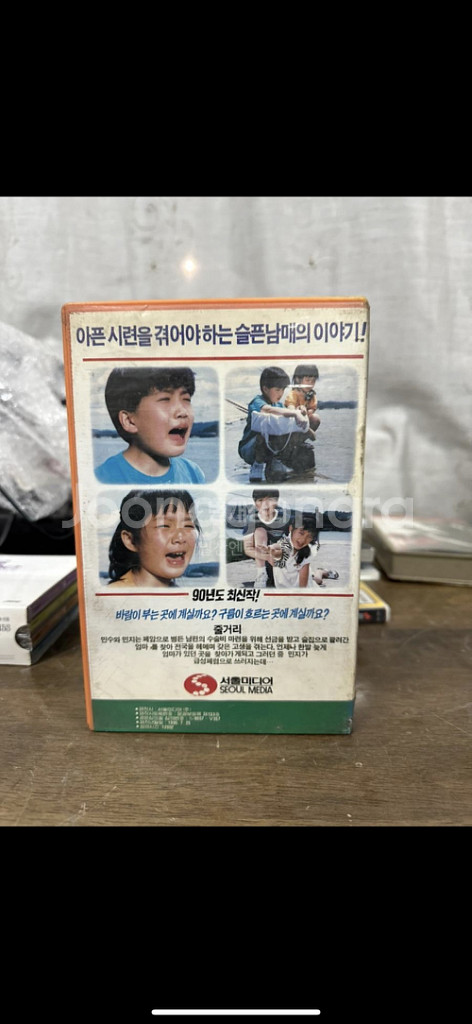 아픈 시련을 겪어야 하는 슬픈남매의 이야기!
joonggonara
90년도 최신작!
바람이 부는 곳에 계실까요? 구름이 흐르는 곳에 계실까요?
줄거리
민수와 민지는 폐암으로 병든 남편의 수술비 마련을 위해 선금을 받고 술집으로 팔려간
엄마를 찾아 전국을 헤메며 갖은 고생을 겪는다. 언제나 한발 늦게
엄마가 있던 곳을 찾아가게되고 그러던 중 민지가
급성폐렴으로 쓰러지는데
서울미디어
SEOUL MEDIA